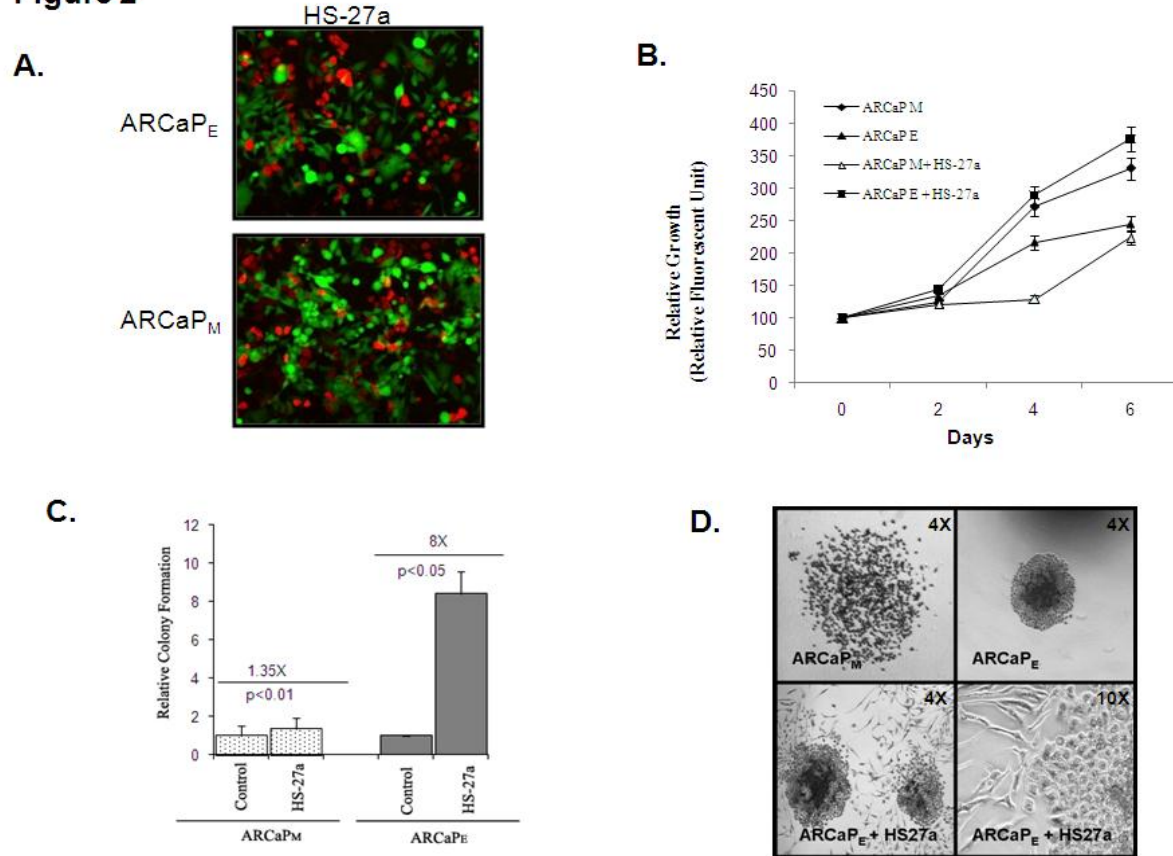 HS-27a
A.
ARCaPE
ARCaPM
B.
450
400
350
300
250
200
150
100
50
0
Relative Growth
(Relative Fluorescent Unit)
ARCaP M
ARCaP E
ARCaP M+HS-27a
ARCaP E +HS-27a
0 2 4 6
Days
C.
12
10
8
6
4
2
0
Relative Colony Formation
1.35X
p<0.01
8X
p<0.05
Control
HS-27a
Control
HS-27a
ARCaPM
ARCaPE
D.
4X
ARCaPM
4X
ARCaPE
4X
ARCaPE + HS27a
10X
ARCaPE + HS27a